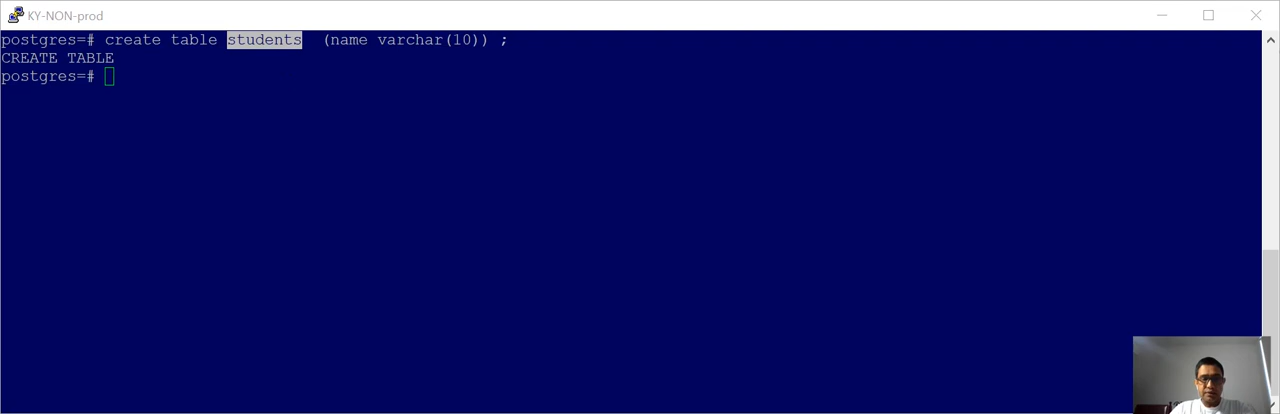 KY-NON-prod
postgres=# create table students  (name varchar(10)) ;
CREATE TABLE
postgres=#